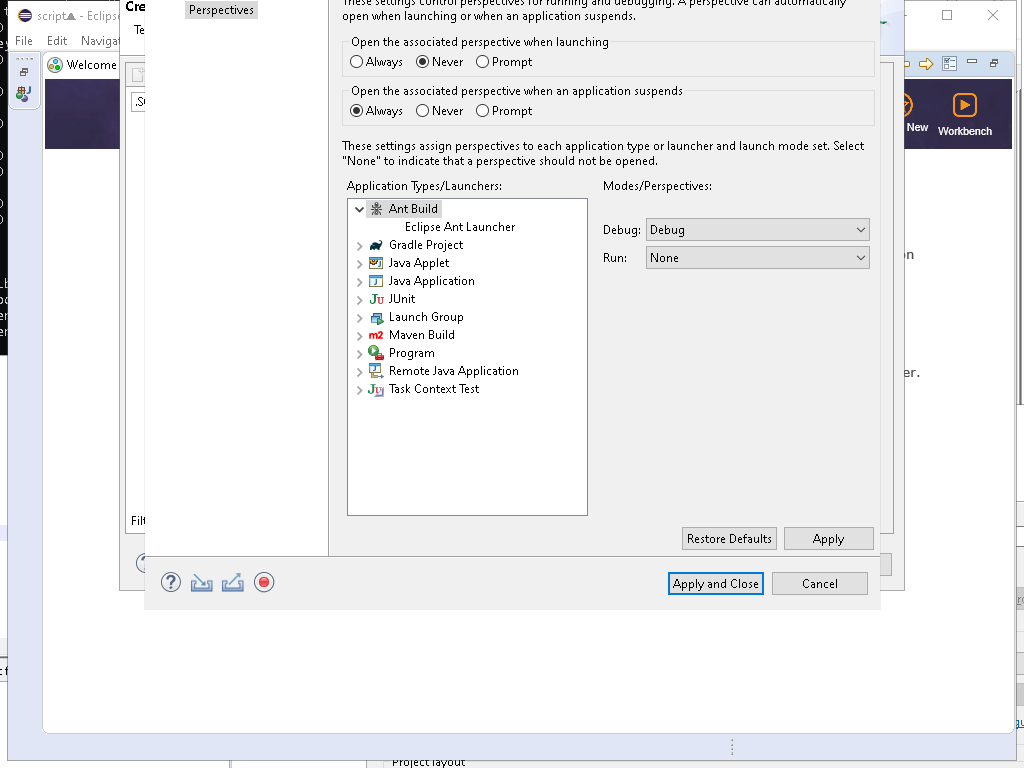 script
- Eclipse
File Edit Navigat
Welcome
Cre
Te
.S
Filt
Perspectives
These settings control perspectives for running and debugging. A perspective can automatically
open when launching or when an application suspends.
Open the associated perspective when launching
Always Never Prompt
Open the associated perspective when an application suspends
Always Never Prompt
These settings assign perspectives to each application type or launcher and launch mode set. Select
"None" to indicate that a perspective should not be opened.
Application Types/Launchers:
Modes/Perspectives:
Ant Build
Eclipse Ant Launcher
Gradle Project
Java Applet
Java Application
JUnit
Launch Group
Maven Build
Program
Remote Java Application
Task Context Test
Debug: Debug
Run: None
Restore Defaults
Apply
Apply and Close
Cancel
New
Workbench
on
er.
Project layout